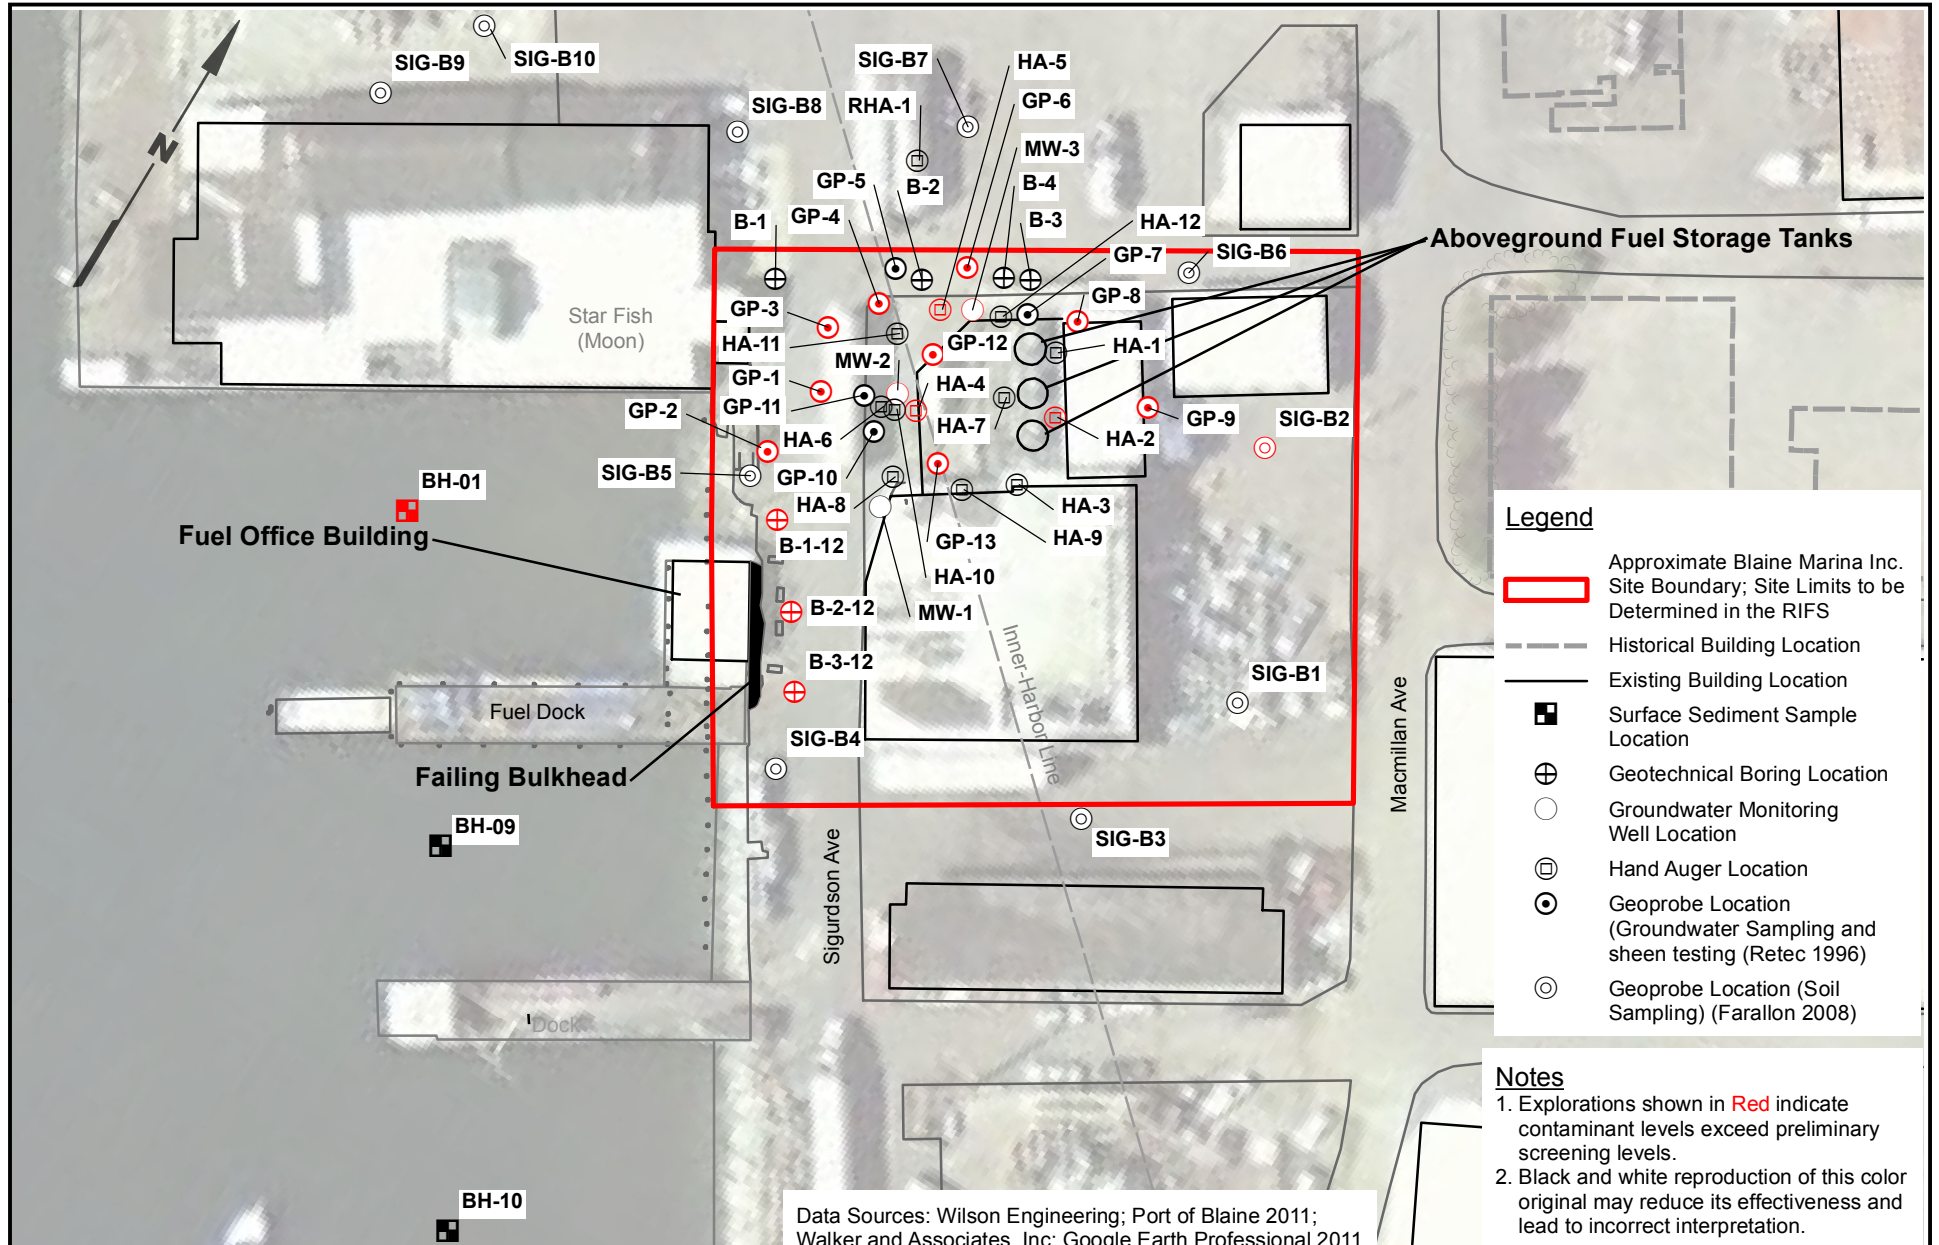 SIG-B10
SIG-B9
SIG-B7
HA-5
GP-6
SIG-B8
RHA-1
MW-3
N
GP-5
B-2
B-4
B-1
GP-4
B-3
HA-12
Aboveground Fuel Storage Tanks
GP-7
SIG-B6
GP-8
Star Fish
(Moon)
GP-3
HA-11
GP-12
HA-1
MW-2
GP-1
HA-4
GP-11
GP-2
HA-7
HA-2
GP-9
SIG-B2
HA-6
SIG-B5
GP-10
BH-01
HA-8
HA-3
Fuel Office Building
B-1-12
GP-13
HA-9
HA-10
B-2-12
MW-1
Inner-Harbor Line
B-3-12
SIG-B1
Fuel Dock
SIG-B4
Macmillan Ave
Failing Bulkhead
BH-09
SIG-B3
Sigurdson Ave
Dock
BH-10
Legend
Approximate Blaine Marina Inc.
Site Boundary; Site Limits to be
Determined in the RIFS
Historical Building Location
Existing Building Location
Surface Sediment Sample
Location
Geotechnical Boring Location
Groundwater Monitoring
Well Location
Hand Auger Location
Geoprobe Location
(Groundwater Sampling and
sheen testing (Retec 1996)
Geoprobe Location (Soil
Sampling) (Farallon 2008)
Notes
1. Explorations shown in Red indicate
contaminant levels exceed preliminary
screening levels.
2. Black and white reproduction of this color
original may reduce its effectiveness and
lead to incorrect interpretation.
Data Sources: Wilson Engineering; Port of Blaine 2011;
Walker and Associates, Inc; Google Earth Professional 2011